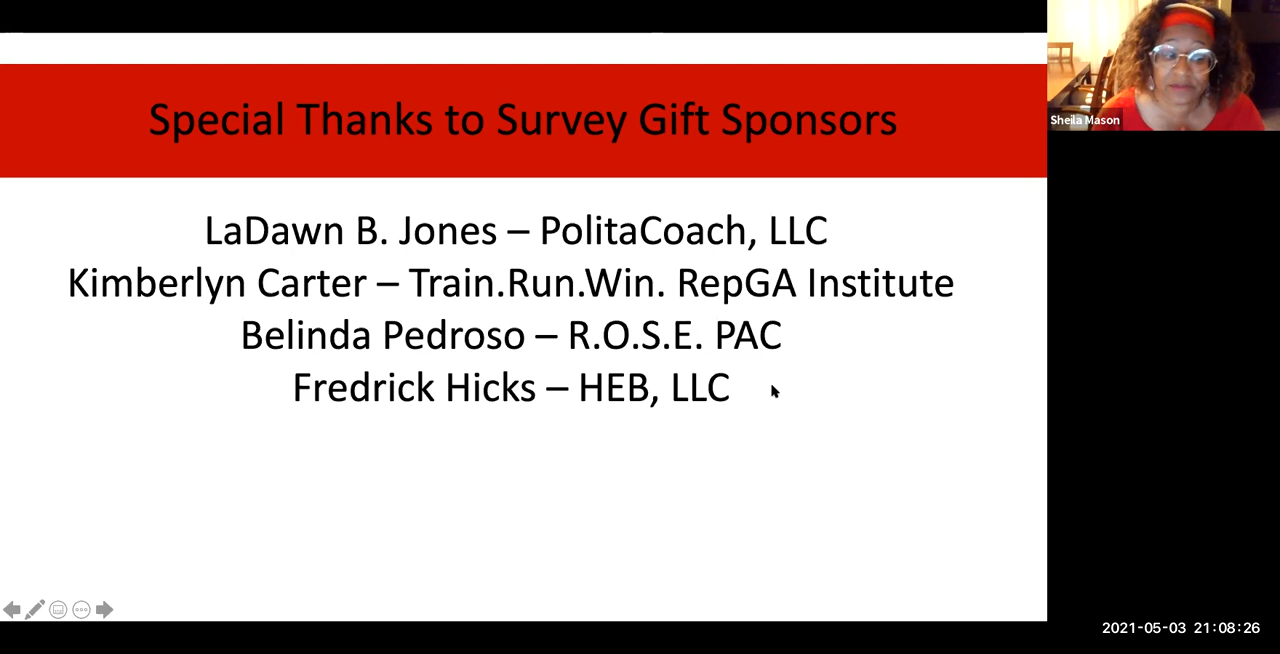 Special Thanks to Survey Gift Sponsors
LaDawn B. Jones – PolitaCoach, LLC
Kimberlyn Carter – Train.Run.Win. RepGA Institute
Belinda Pedroso – R.O.S.E. PAC
Fredrick Hicks – HEB, LLC
Sheila Mason
2021-05-03 21:08:26